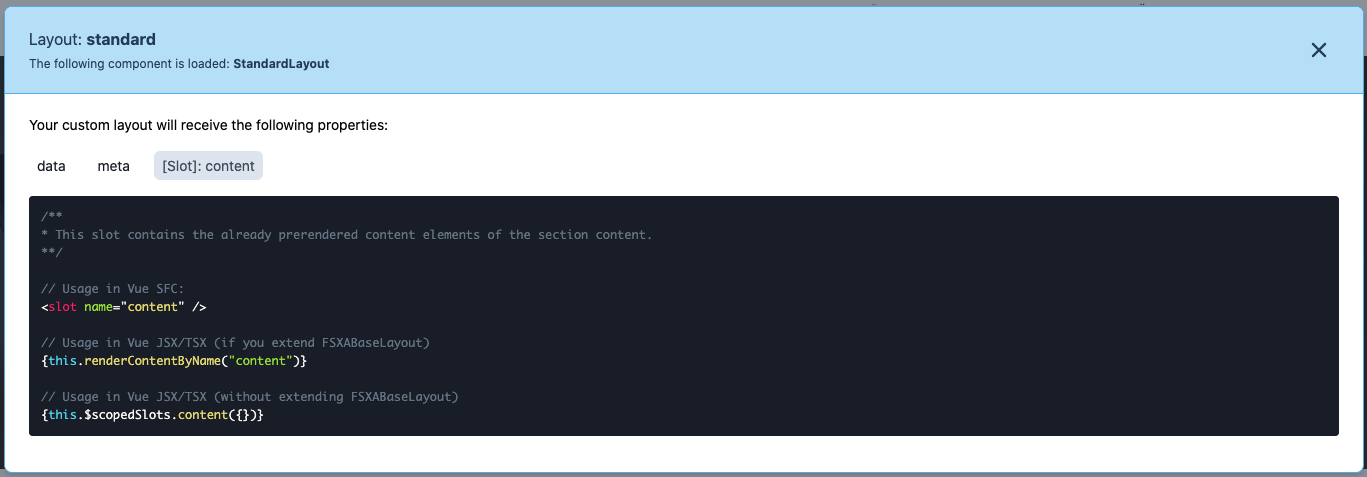 Layout: standard
The following component is loaded: StandardLayout
Your custom layout will receive the following properties:
data meta [Slot]: content
/**
* This slot contains the already prerendered content elements of the section content.
**/
// Usage in Vue SFC:
<slot name="content" />
// Usage in Vue JSX/TSX (if you extend FSXABaseLayout)
{this.renderContentByName("content")}
// Usage in Vue JSX/TSX (without extending FSXABaseLayout)
{this.$scopedSlots.content({})}